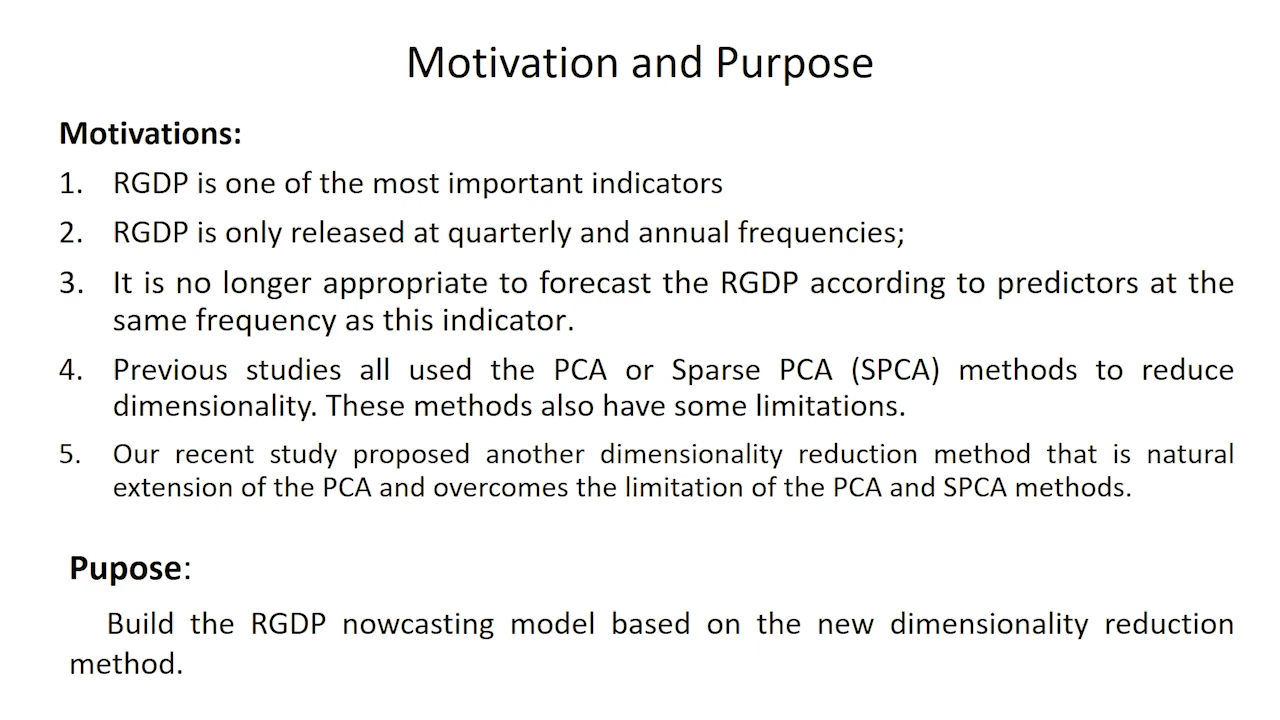 Motivation and Purpose
Motivations:
1. RGDP is one of the most important indicators
2. RGDP is only released at quarterly and annual frequencies;
3. It is no longer appropriate to forecast the RGDP according to predictors at the
same frequency as this indicator.
4. Previous studies all used the PCA or Sparse PCA (SPCA) methods to reduce
dimensionality. These methods also have some limitations.
5. Our recent study proposed another dimensionality reduction method that is natural
extension of the PCA and overcomes the limitation of the PCA and SPCA methods.
Pupose:
Build the RGDP nowcasting model based on the new dimensionality reduction
method.